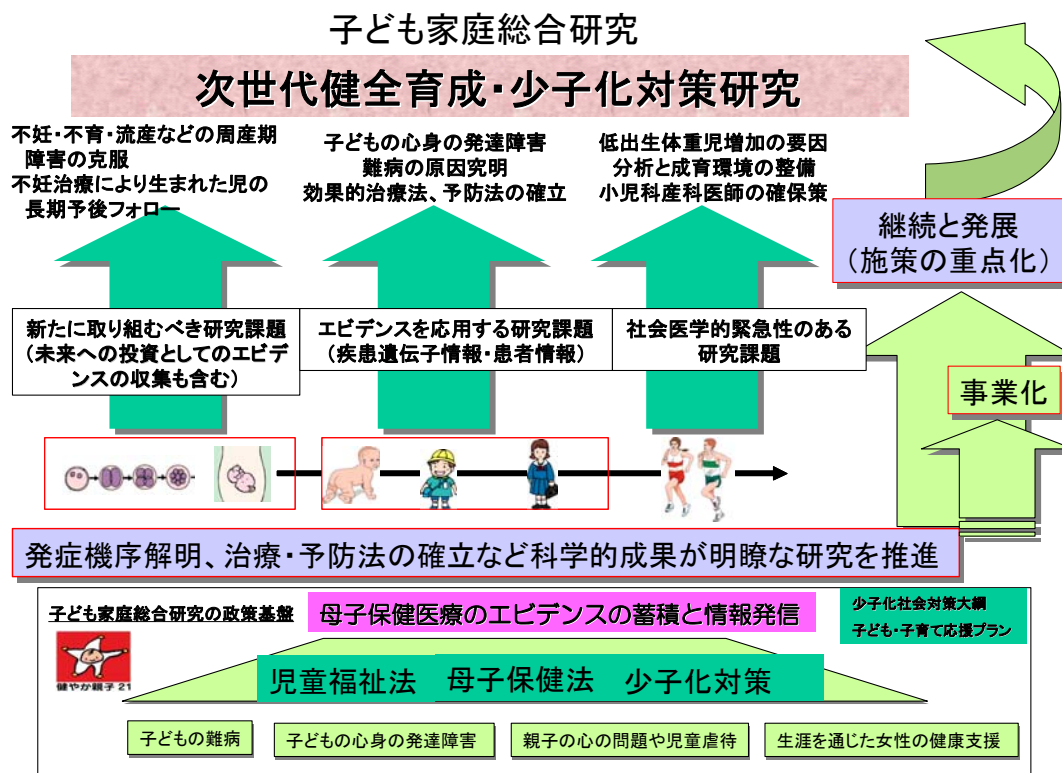 子ども家庭総合研究
次世代健全育成・少子化対策研究
不妊・不育・流産などの周産期
障害の克服
不妊治療により生まれた児の
長期予後フォロー
子どもの心身の発達障害
難病の原因究明
効果的治療法、予防法の確立
低出生体重児増加の要因
分析と成育環境の整備
小児科産科医師の確保策
継続と発展
（施策の重点化）
新たに取り組むべき研究課題
（未来への投資としてのエビデ
ンスの収集も含む）
エビデンスを応用する研究課題
（疾患遺伝子情報・患者情報）
社会医学的緊急性のある
研究課題
事業化
発症機序解明、治療・予防法の確立など科学的成果が明瞭な研究を推進
子ども家庭総合研究の政策基盤
母子保健医療のエビデンスの蓄積と情報発信
少子化社会対策大綱
子ども・子育て応援プラン
健やか親子21
児童福祉法 母子保健法 少子化対策
子どもの難病
子どもの心身の発達障害
親子の心の問題や児童虐待
生涯を通じた女性の健康支援